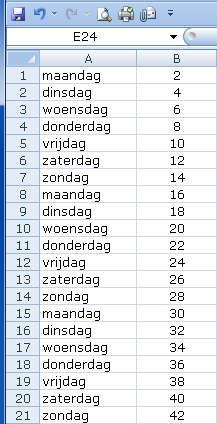 E24
A B
1 maandag 2
2 dinsdag 4
3 woensdag 6
4 donderdag 8
5 vrijdag 10
6 zaterdag 12
7 zondag 14
8 maandag 16
9 dinsdag 18
10 woensdag 20
11 donderdag 22
12 vrijdag 24
13 zaterdag 26
14 zondag 28
15 maandag 30
16 dinsdag 32
17 woensdag 34
18 donderdag 36
19 vrijdag 38
20 zaterdag 40
21 zondag 42